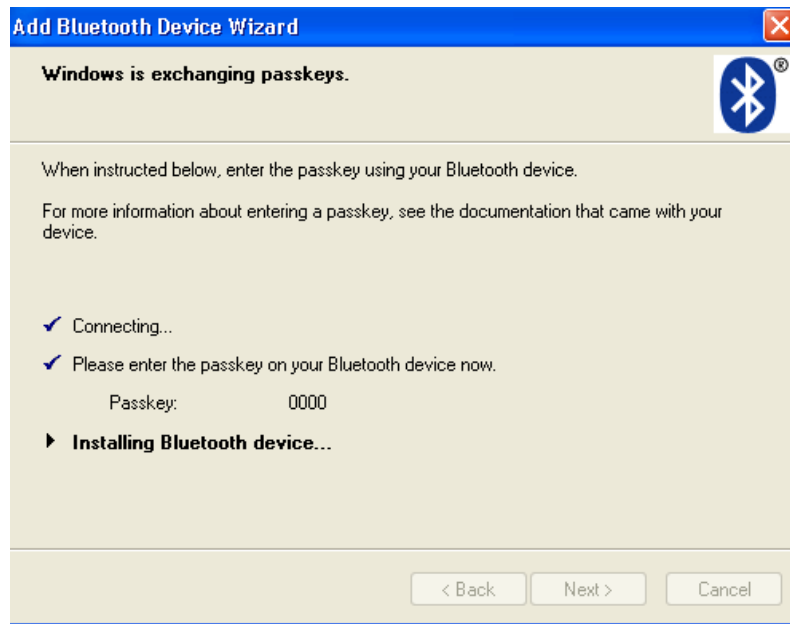 Add Bluetooth Device Wizard
Windows is exchanging passkeys.
®
When instructed below, enter the passkey using your Bluetooth device.
For more information about entering a passkey, see the documentation that came with your
device.
Connecting...
Please enter the passkey on your Bluetooth device now.
Passkey: 0000
Installing Bluetooth device...
< Back Next > Cancel